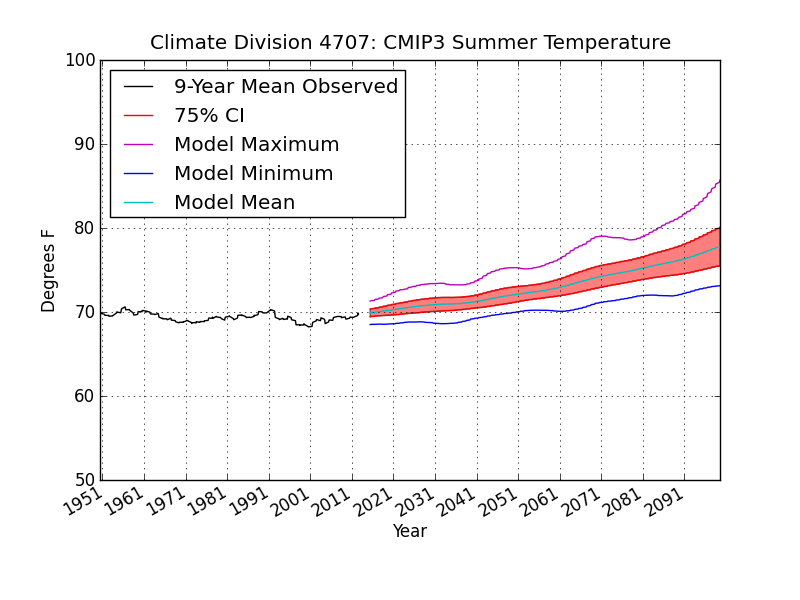 Climate Division 4707: CMIP3 Summer Temperature
100
90
80
70
60
50
Degrees F
9-Year Mean Observed
75% CI
Model Maximum
Model Minimum
Model Mean
1951
1961
1971
1981
1991
2001
2011
2021
2031
2041
2051
2061
2071
2081
2091
Year